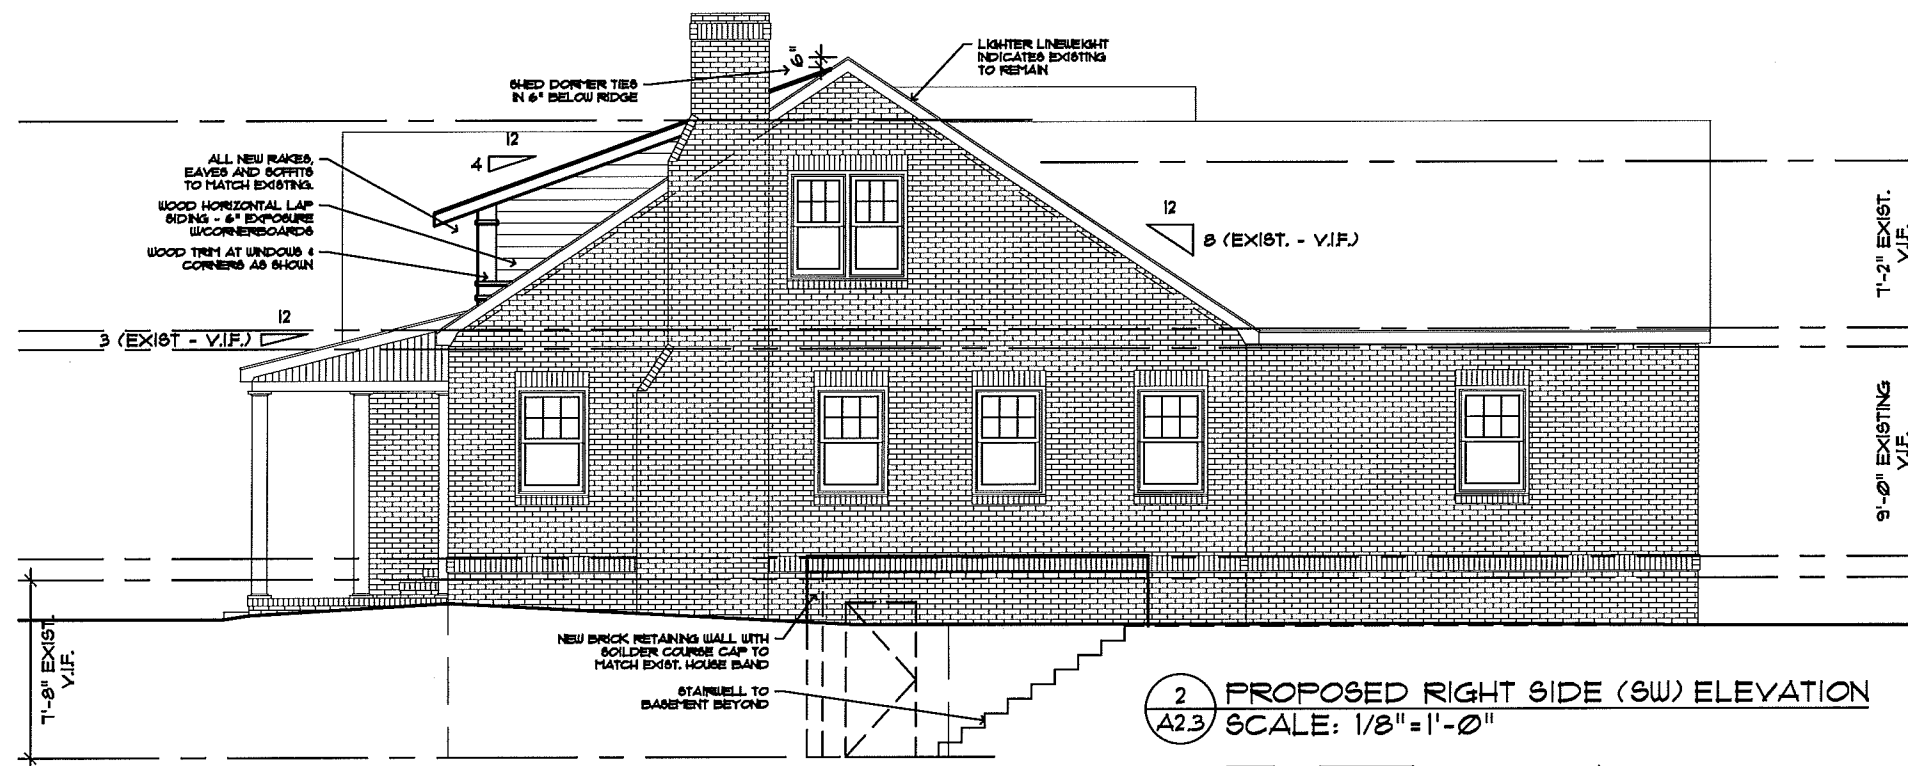 6"
LIGHTER LINEWEIGHT
INDICATES EXISTING
TO REMAIN
SHED DORMER TIES
IN 6" BELOW RIDGE
12
4
ALL NEW RAKES,
EAVES AND SOFFITS
TO MATCH EXISTING.
WOOD HORIZONTAL LAP
SIDING - 6" EXPOSURE
W/CORNERBOARDS
WOOD TRIM AT WINDOWS &
CORNERS AS SHOWN
12
8 (EXIST. - V.I.F.)
7'-2" EXIST.
V.I.F.
12
3 (EXIST - V.I.F.)
9'-0" EXISTING
V.I.F.
7'-8" EXIST.
V.I.F.
NEW BRICK RETAINING WALL WITH
SOILDER COURSE CAP TO
MATCH EXIST. HOUSE BAND
STAIRWELL TO
BASEMENT BEYOND
2
A2.3
PROPOSED RIGHT SIDE (SW) ELEVATION
SCALE: 1/8"=1'-0"